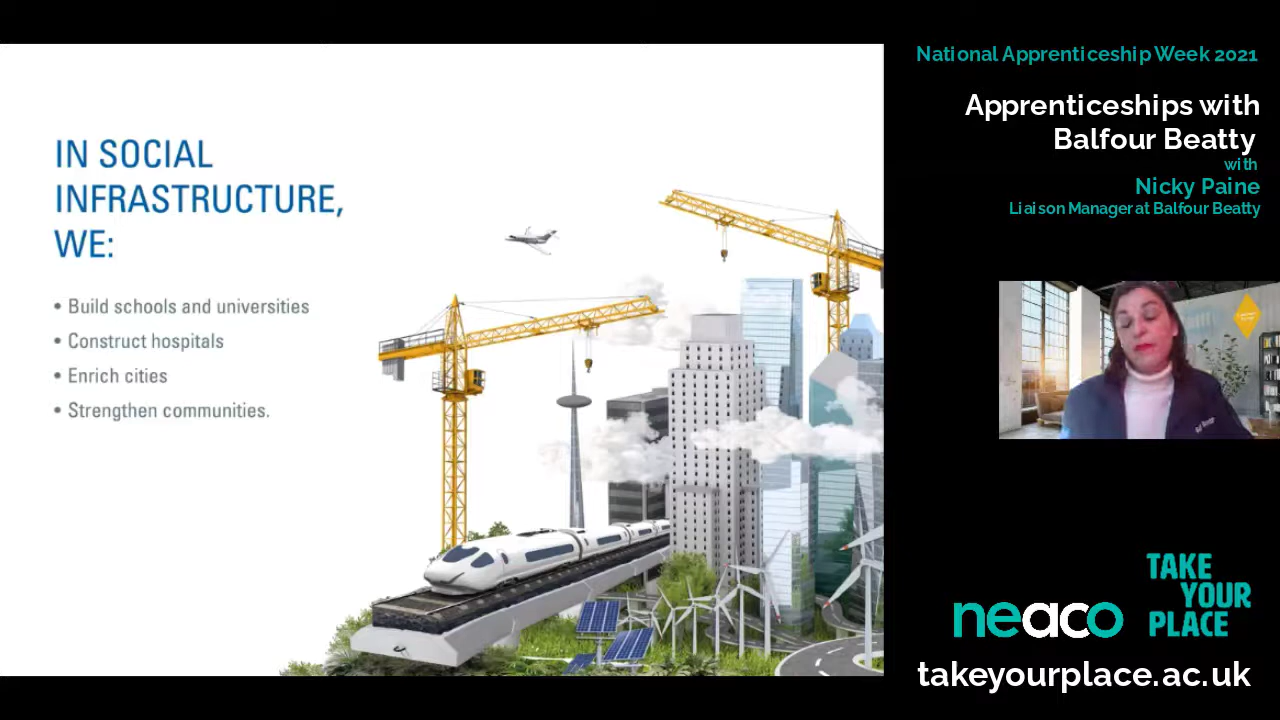 IN SOCIAL
INFRASTRUCTURE,
WE:
• Build schools and universities
• Construct hospitals
• Enrich cities
• Strengthen communities.
National Apprenticeship Week 2021
Apprenticeships with
Balfour Beatty
with
Nicky Paine
Liaison Manager at Balfour Beatty
neaco
TAKE
YOUR
PLACE
takeyourplace.ac.uk